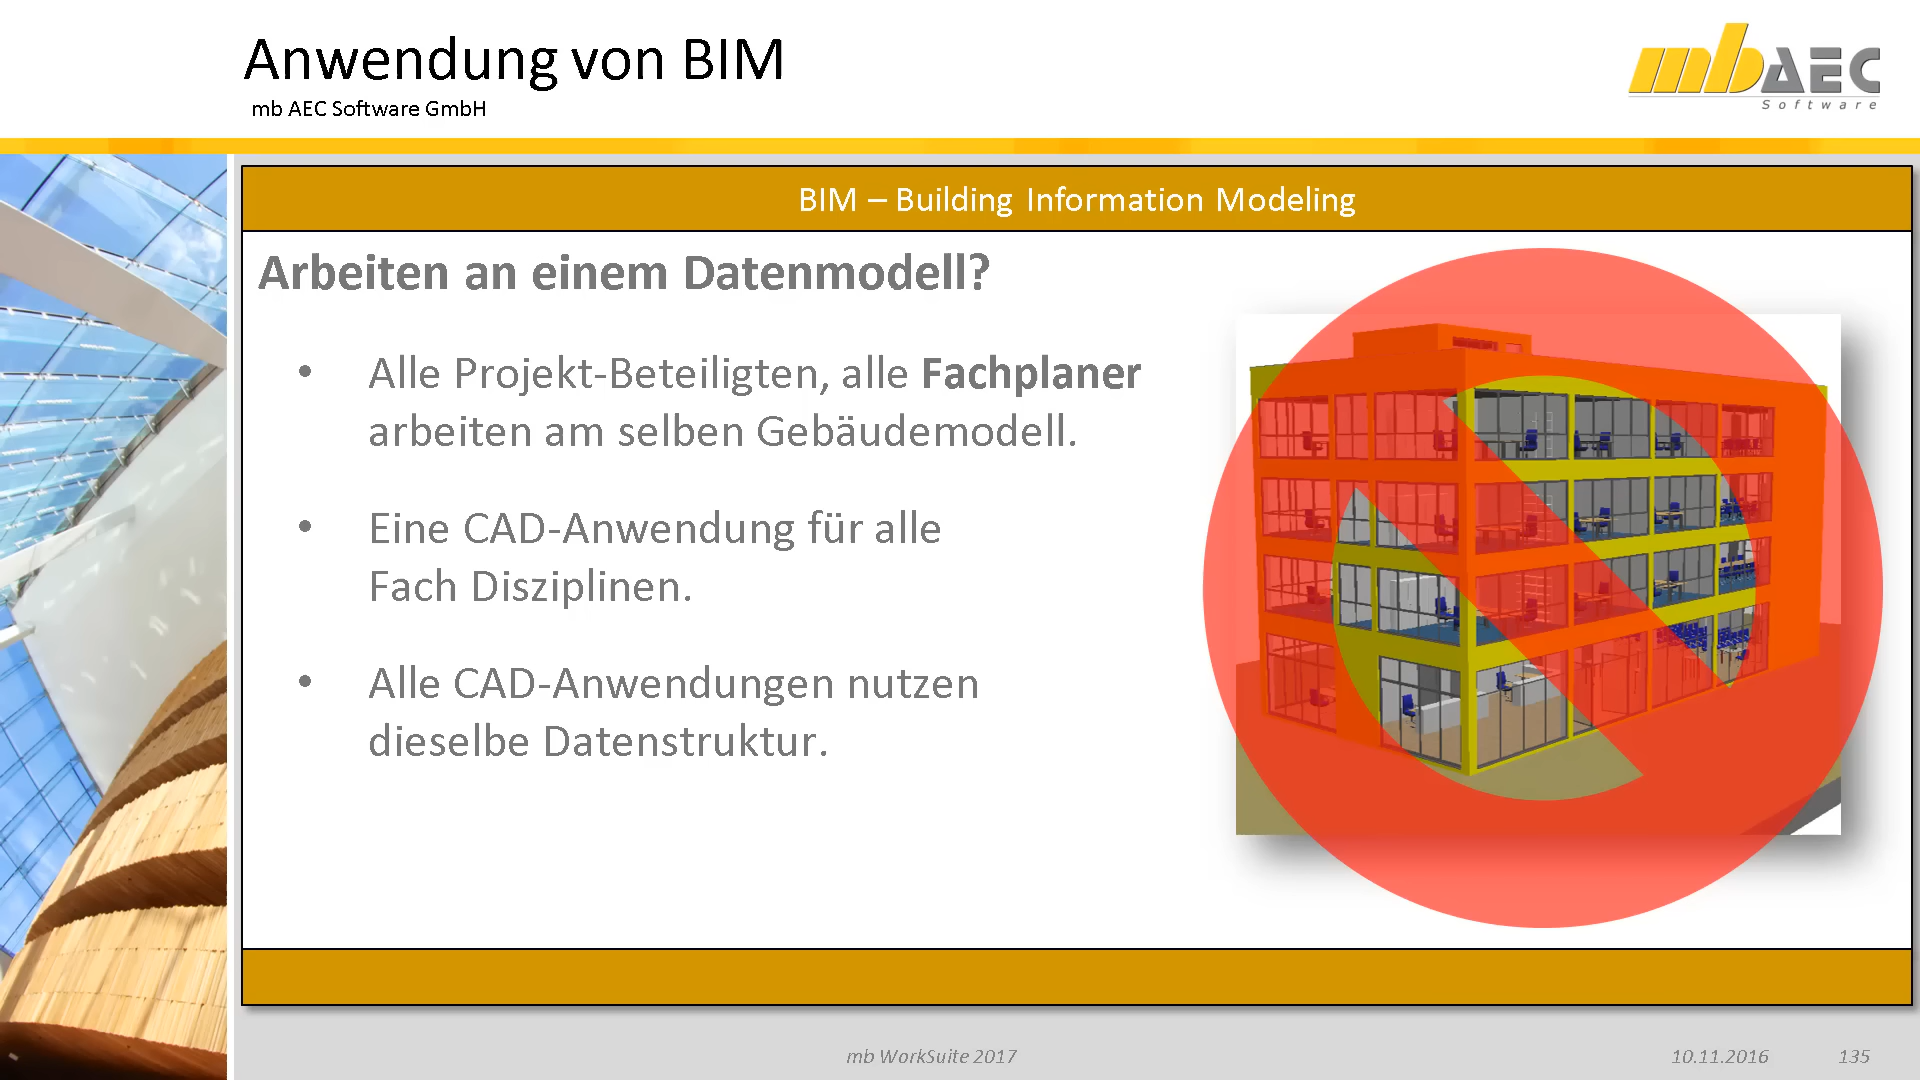 Anwendung von BIM
mb AEC Software GmbH
mbAEC
Software
BIM – Building Information Modeling
Arbeiten an einem Datenmodell?
• Alle Projekt-Beteiligten, alle Fachplaner
arbeiten am selben Gebäudemodell.
• Eine CAD-Anwendung für alle
Fach Disziplinen.
• Alle CAD-Anwendungen nutzen
dieselbe Datenstruktur.
mb WorkSuite 2017
10.11.2016
135